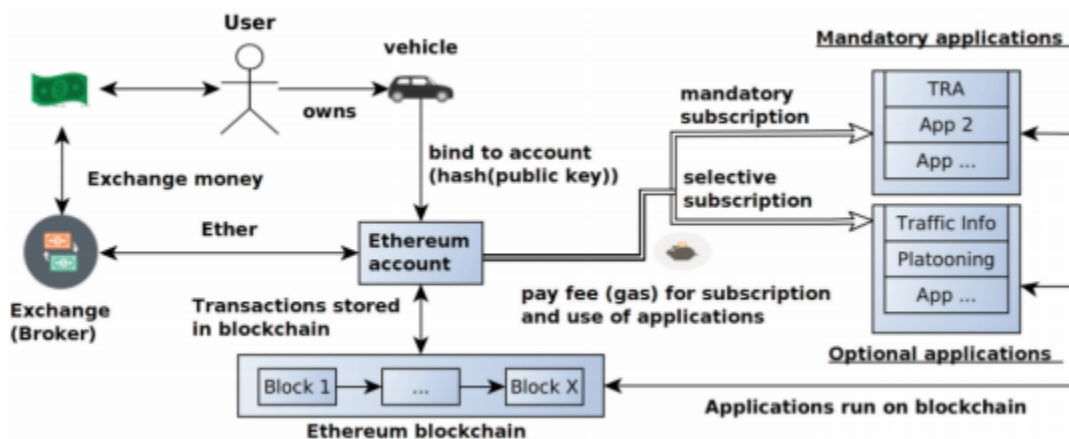 User
vehicle
owns
Exchange money
bind to account
(hash(public key))
Ether
Ethereum
account
Exchange
(Broker)
Transactions stored
in blockchain
Block 1
...
Block X
Ethereum blockchain
mandatory
subscription
selective
subscription
pay fee (gas) for subscription
and use of applications
Mandatory applications
TRA
App 2
App ...
Traffic Info
Platooning
App ...
Optional applications
Applications run on blockchain